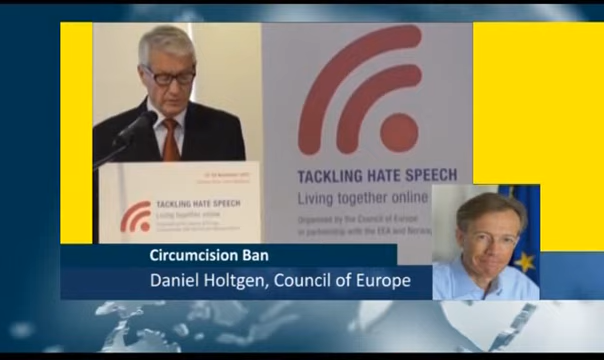 TACKLING HATE SPEECH
Living together online
Organised by the Council of Europe
in partnership with the EEA and Norway
TACKLING HATE SPEECH
Living together online
Circumcision Ban
Daniel Holtgen, Council of Europe